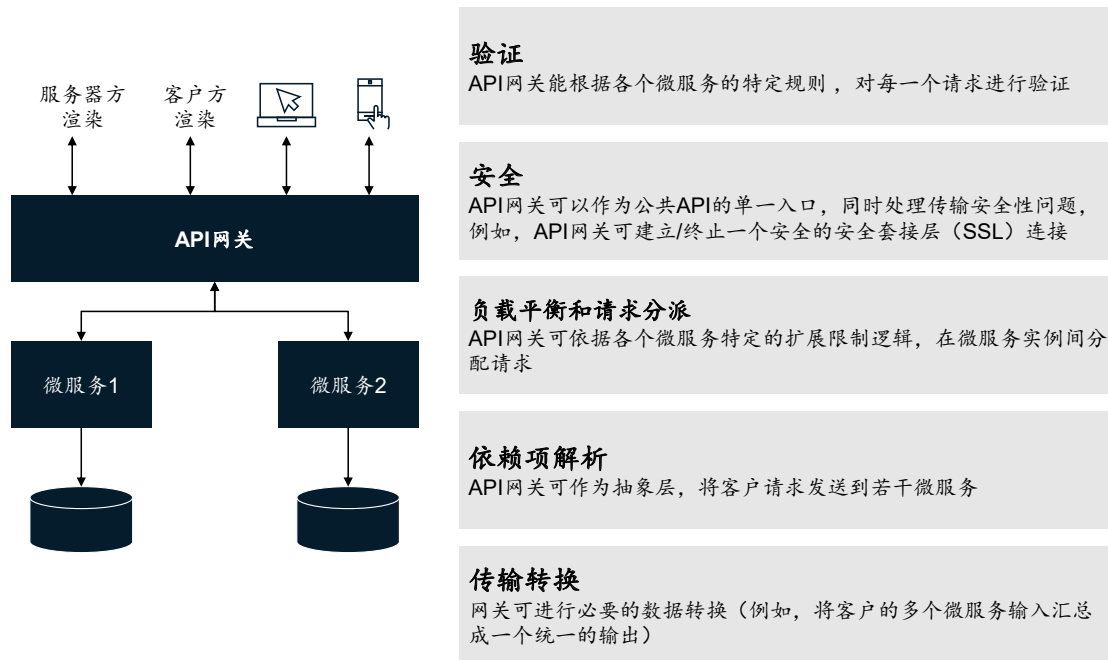 服务器方
渲染
客户方
渲染
API网关
微服务1
微服务2
验证
API网关能根据各个微服务的特定规则，对每一个请求进行验证
安全
API网关可以作为公共API的单一入口，同时处理传输安全性问题，
例如，API网关可建立/终止一个安全的安全套接层（SSL）连接
负载平衡和请求分派
API网关可依据各个微服务特定的扩展限制逻辑，在微服务实例间分
配请求
依赖项解析
API网关可作为抽象层，将客户请求发送到若干微服务
传输转换
网关可进行必要的数据转换（例如，将客户的多个微服务输入汇总
成一个统一的输出）